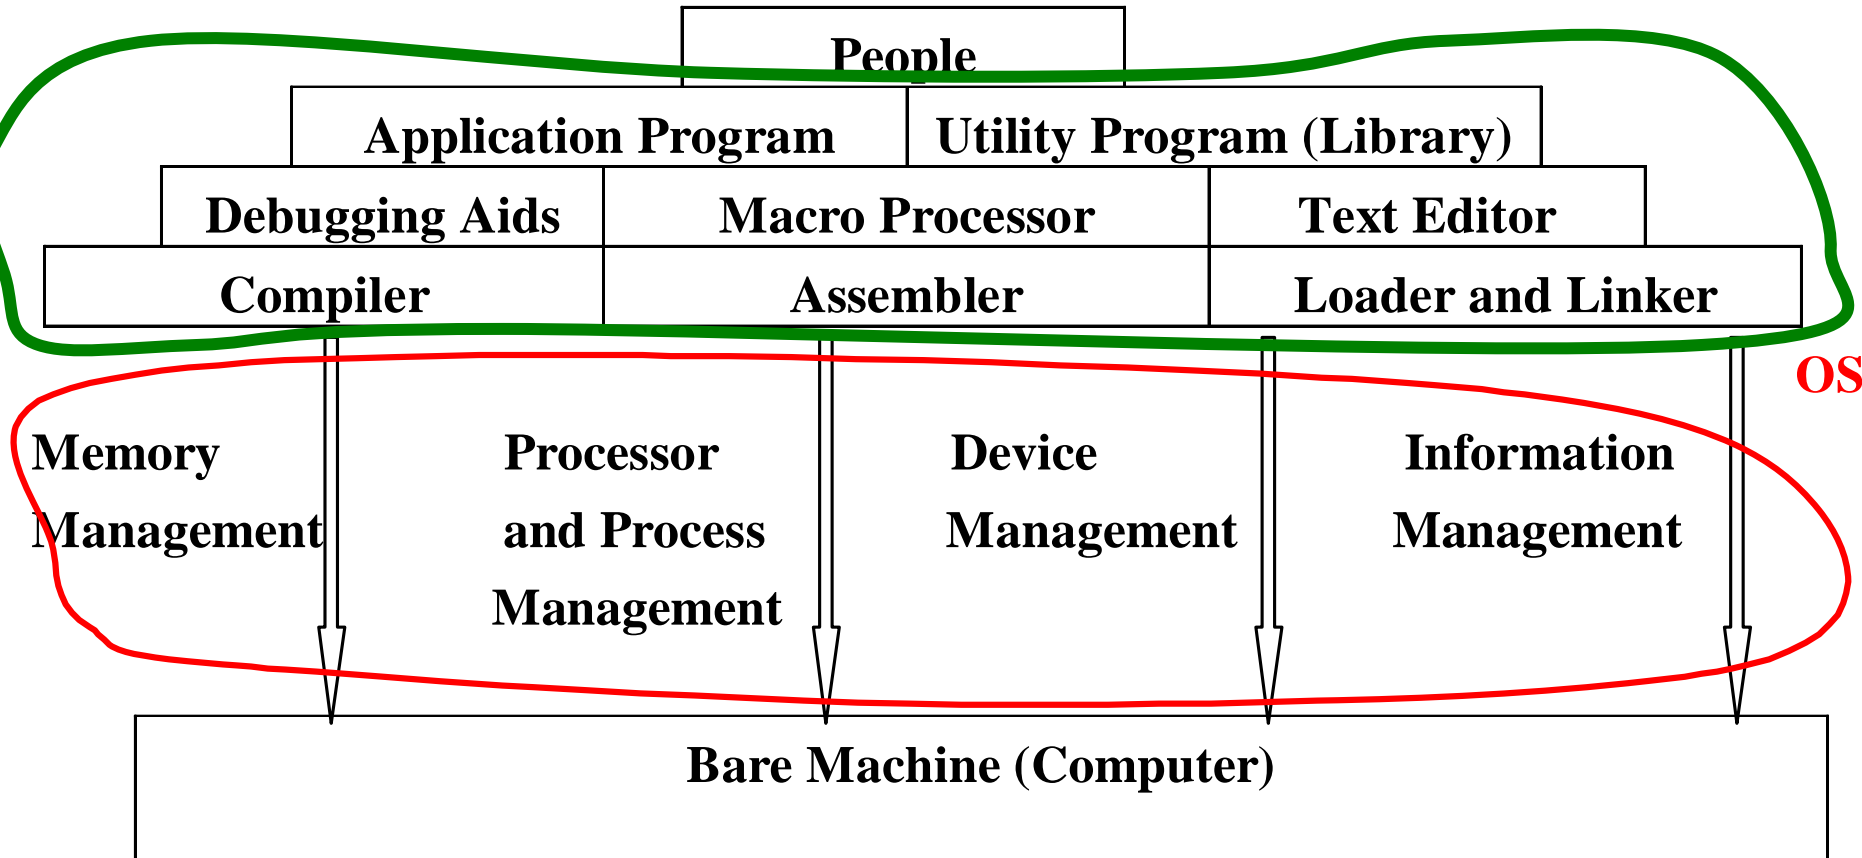 People
Application Program
Utility Program (Library)
Debugging Aids
Macro Processor
Text Editor
Compiler
Assembler
Loader and Linker
OS
Memory
Management
Processor
and Process
Management
Device
Management
Information
Management
Bare Machine (Computer)